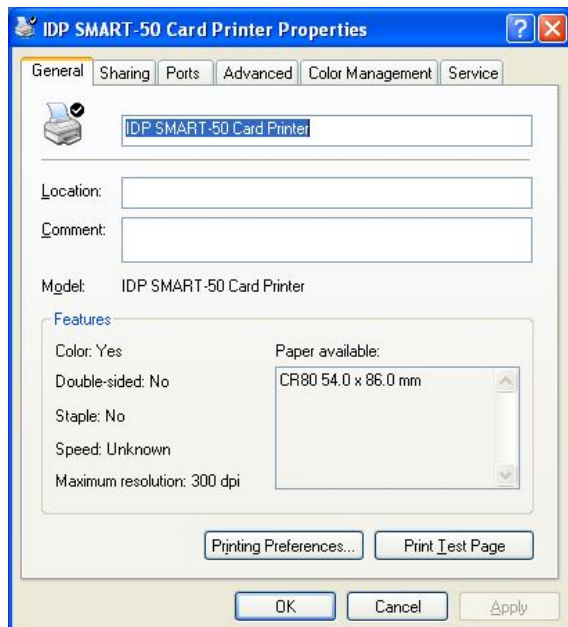 IDP SMART-50 Card Printer Properties
General Sharing Ports Advanced Color Management Service
IDP SMART-50 Card Printer
Location:
Comment:
Model: IDP SMART-50 Card Printer
Features
Color: Yes
Paper available:
Double-sided: No
CR80 54.0 x 86.0 mm
Staple: No
Speed: Unknown
Maximum resolution: 300 dpi
Printing Preferences... Print Test Page
OK Cancel Apply